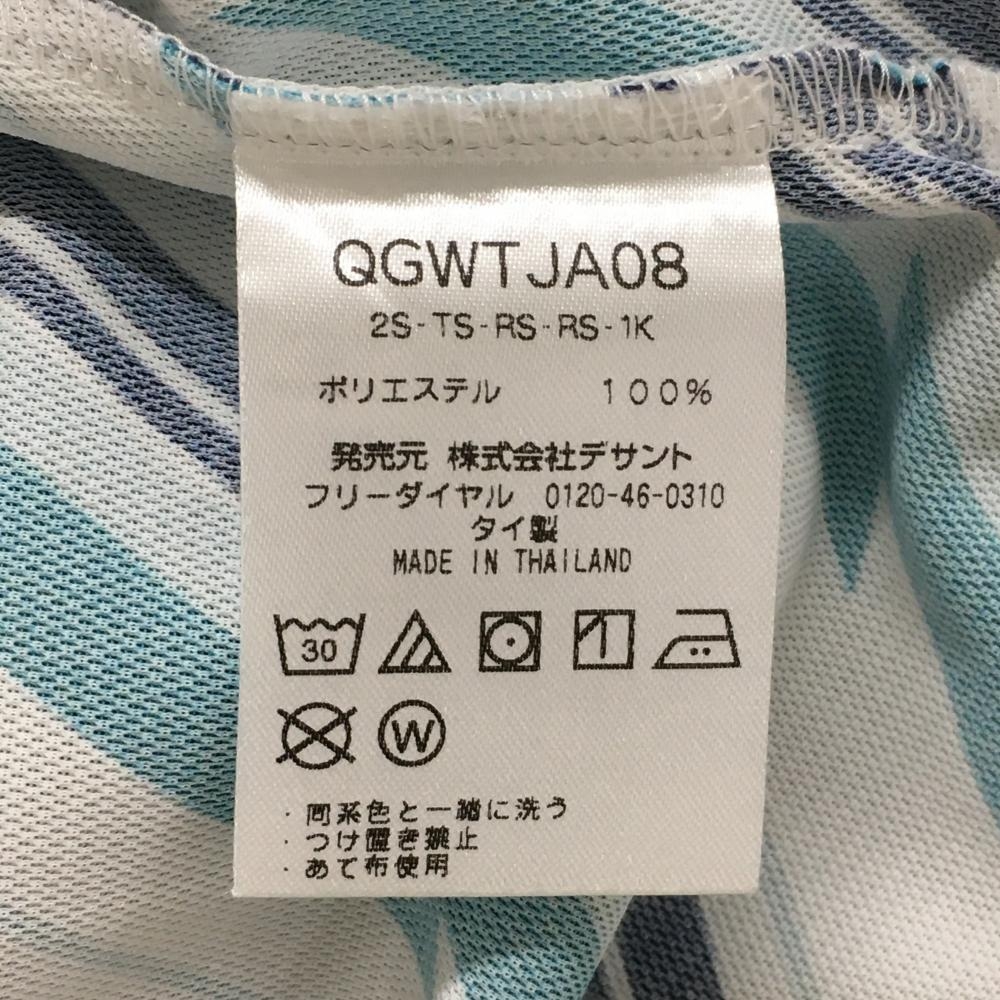 QGWTJA08
2S-TS-RS-RS-1K
ポリエステル 100%
発売元 株式会社デサント
フリーダイヤル 0120-46-0310
タイ製
MADE IN THAILAND
30
W
・同系色と一緒に洗う
・つけ置き禁止
・あて布使用